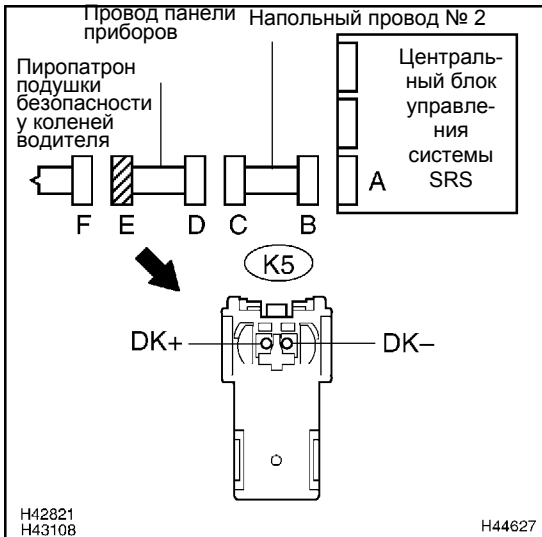 Провод панели
приборов
Напольный провод № 2
Пиропатрон
подушки
безопасности
у коленей
водителя
Централь-
ный блок
управле-
ния
системы
SRS
F E D C B A
K5
DK+ DK–
H42821
H43108
H44627